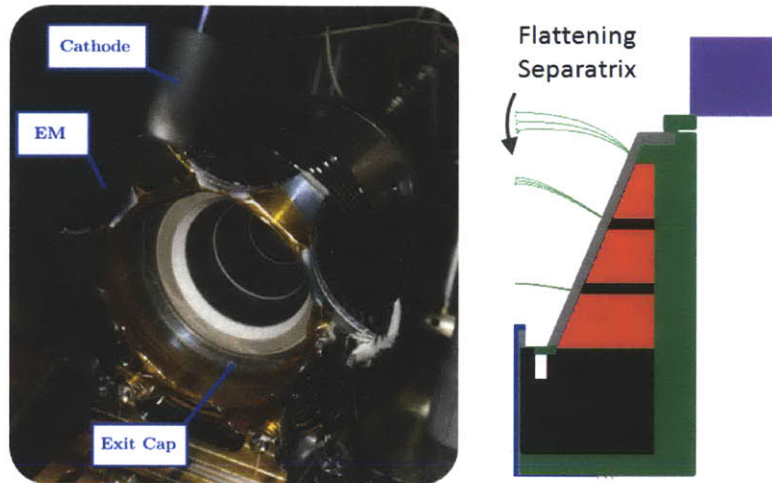 Cathode
EM
Exit Cap
Flattening
Separatrix